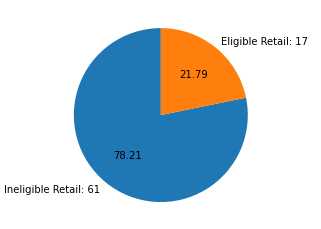 Eligible Retail: 17
21.79
78.21
Ineligible Retail: 61